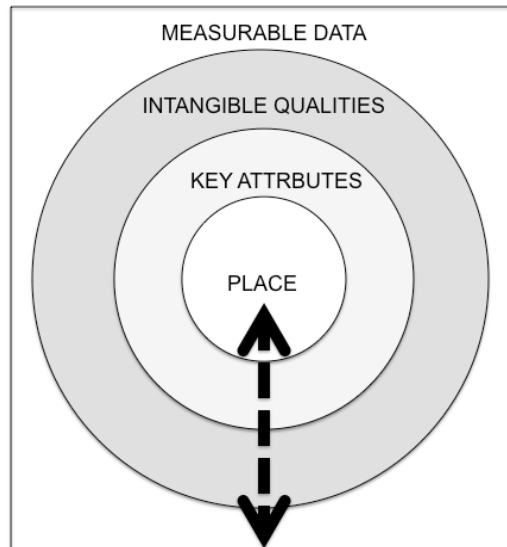 MEASURABLE DATA
INTANGIBLE QUALITIES
KEY ATTRBUTES
PLACE